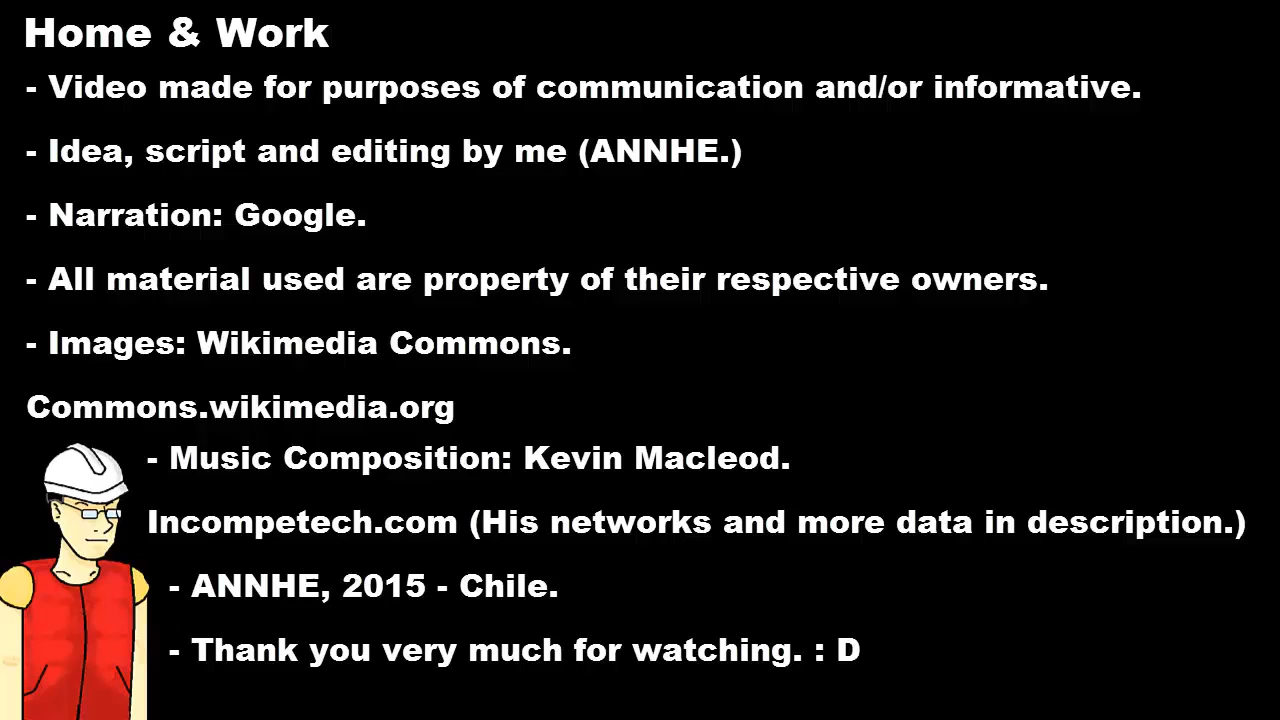 Home & Work
- Video made for purposes of communication and/or informative.
- Idea, script and editing by me (ANNHE.)
- Narration: Google.
- All material used are property of their respective owners.
- Images: Wikimedia Commons.
Commons.wikimedia.org
- Music Composition: Kevin Macleod.
Incompetech.com (His networks and more data in description.)
- ANNHE, 2015 - Chile.
- Thank you very much for watching. : D